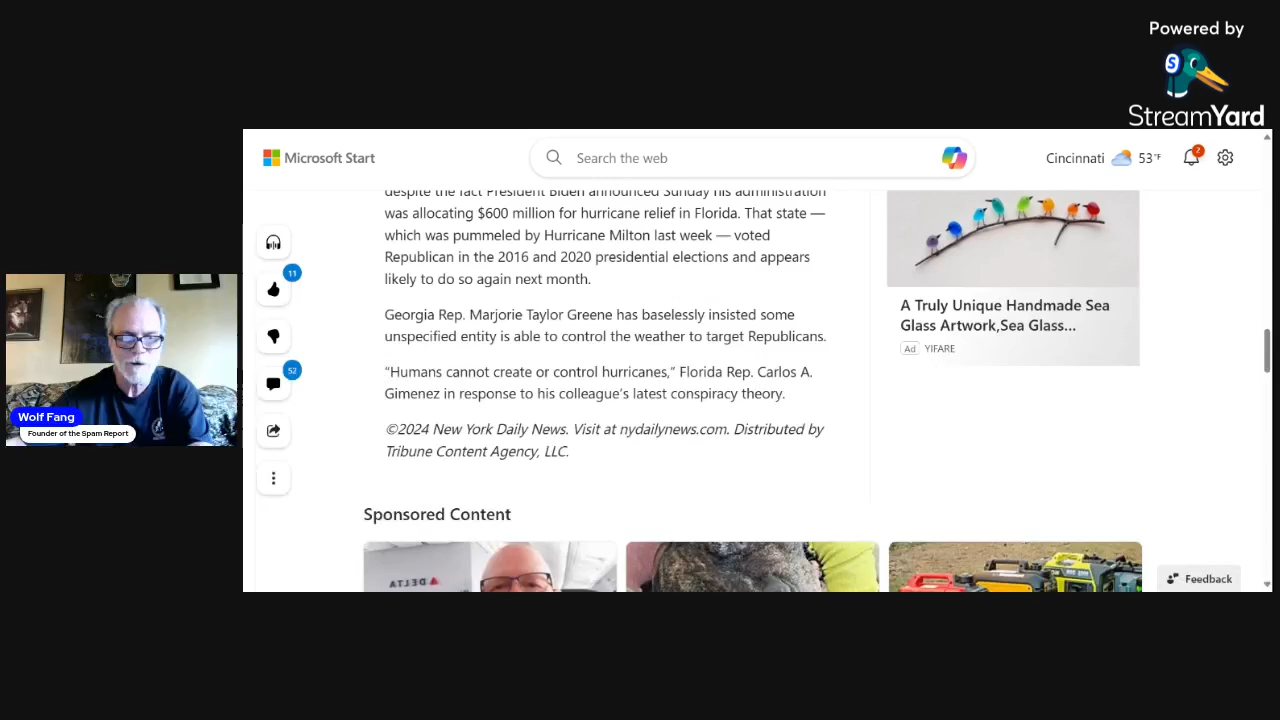 Powered by
StreamYard
Microsoft Start
Search the web
Cincinnati 53°F
2
despite the fact President Biden announced Sunday his administration
was allocating $600 million for hurricane relief in Florida. That state —
which was pummeled by Hurricane Milton last week — voted
Republican in the 2016 and 2020 presidential elections and appears
likely to do so again next month.
Georgia Rep. Marjorie Taylor Greene has baselessly insisted some
unspecified entity is able to control the weather to target Republicans.
“Humans cannot create or control hurricanes,” Florida Rep. Carlos A.
Gimenez in response to his colleague’s latest conspiracy theory.
©2024 New York Daily News. Visit at nydailynews.com. Distributed by
Tribune Content Agency, LLC.
11
52
A Truly Unique Handmade Sea
Glass Artwork,Sea Glass...
Ad YIFARE
Wolf Fang
Founder of the Spam Report
Sponsored Content
DELTA
Feedback